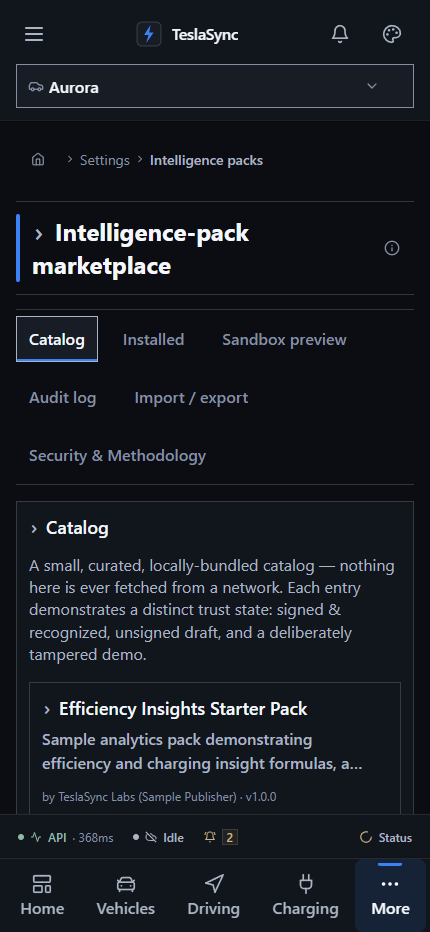 TeslaSync
Aurora
Settings > Intelligence packs
> Intelligence-pack
marketplace
Catalog Installed Sandbox preview
Audit log Import / export
Security & Methodology
> Catalog
A small, curated, locally-bundled catalog — nothing
here is ever fetched from a network. Each entry
demonstrates a distinct trust state: signed &
recognized, unsigned draft, and a deliberately
tampered demo.
> Efficiency Insights Starter Pack
Sample analytics pack demonstrating
efficiency and charging insight formulas, a...
by TeslaSync Labs (Sample Publisher) · v1.0.0
API · 368ms Idle 2 Status
Home Vehicles Driving Charging More